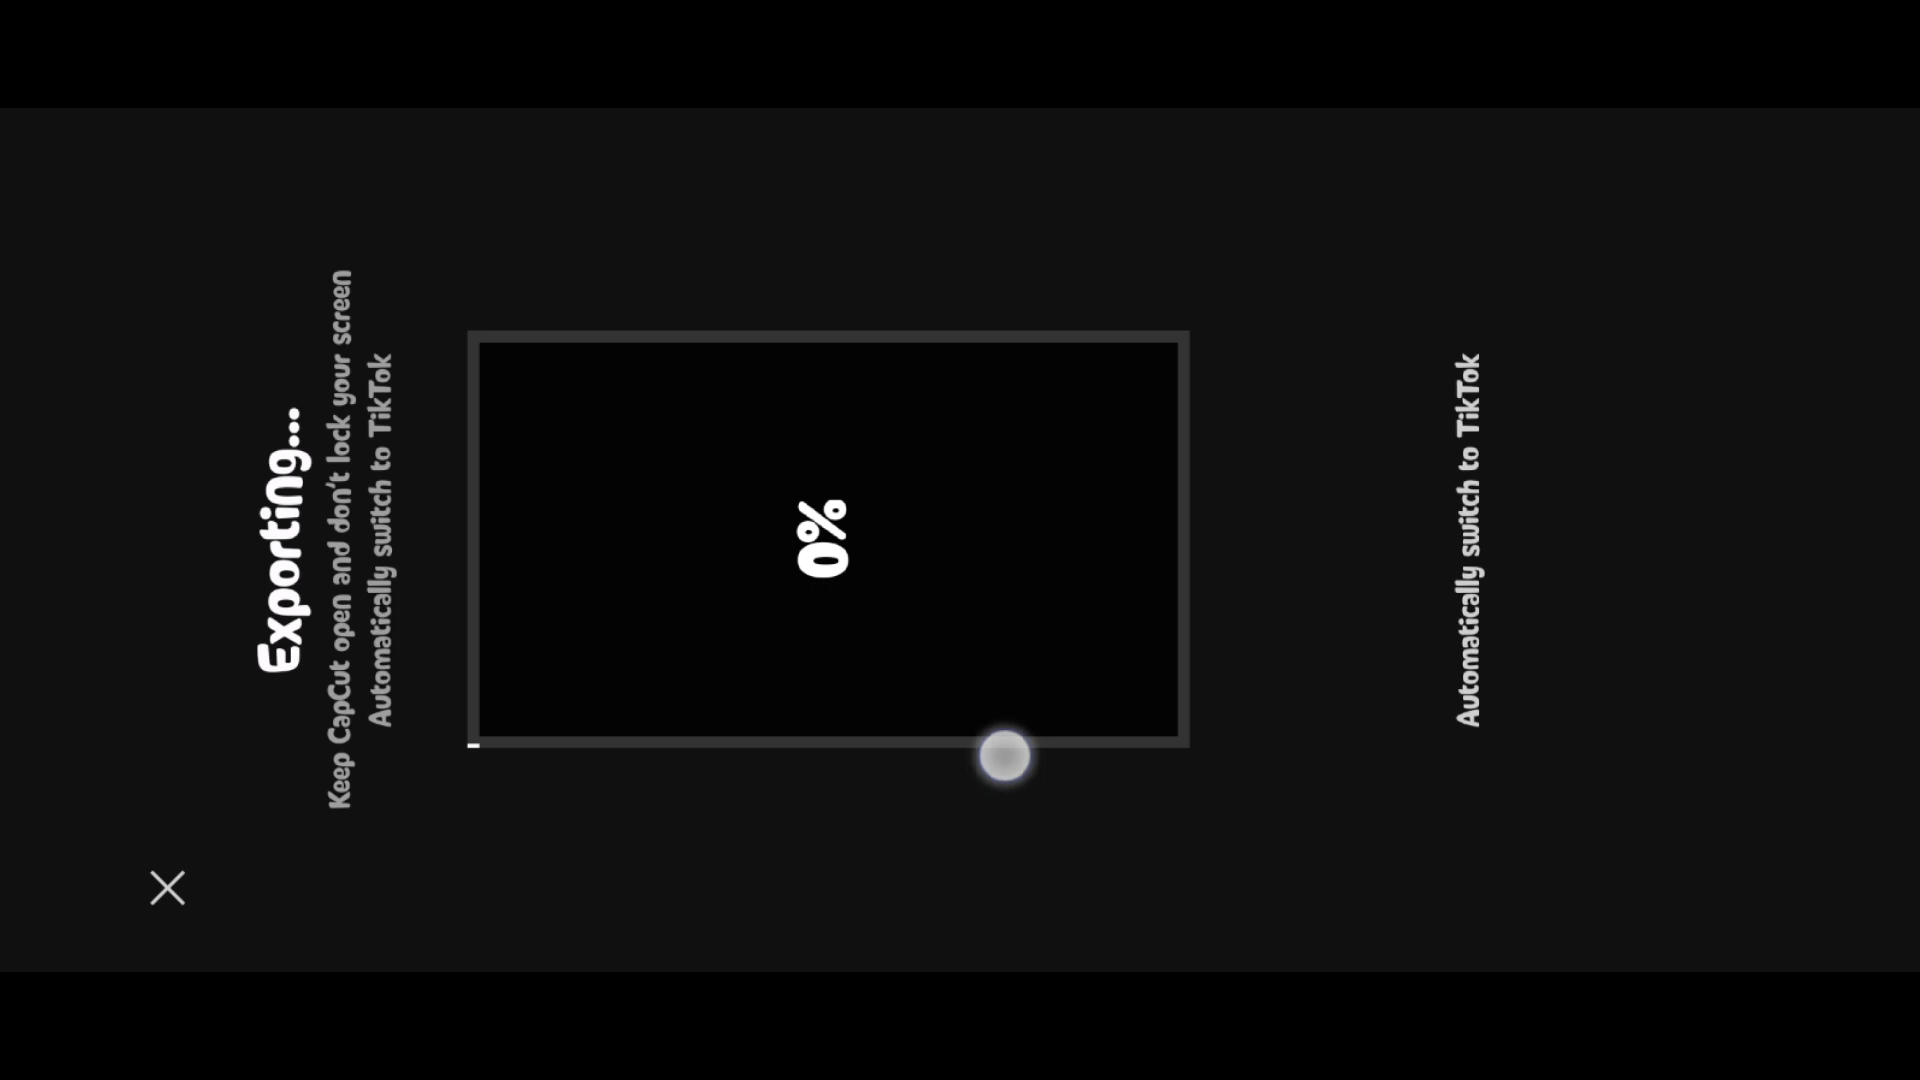 Exporting...
Keep CapCut open and don't lock your screen
Automatically switch to TikTok
0%
Automatically switch to TikTok